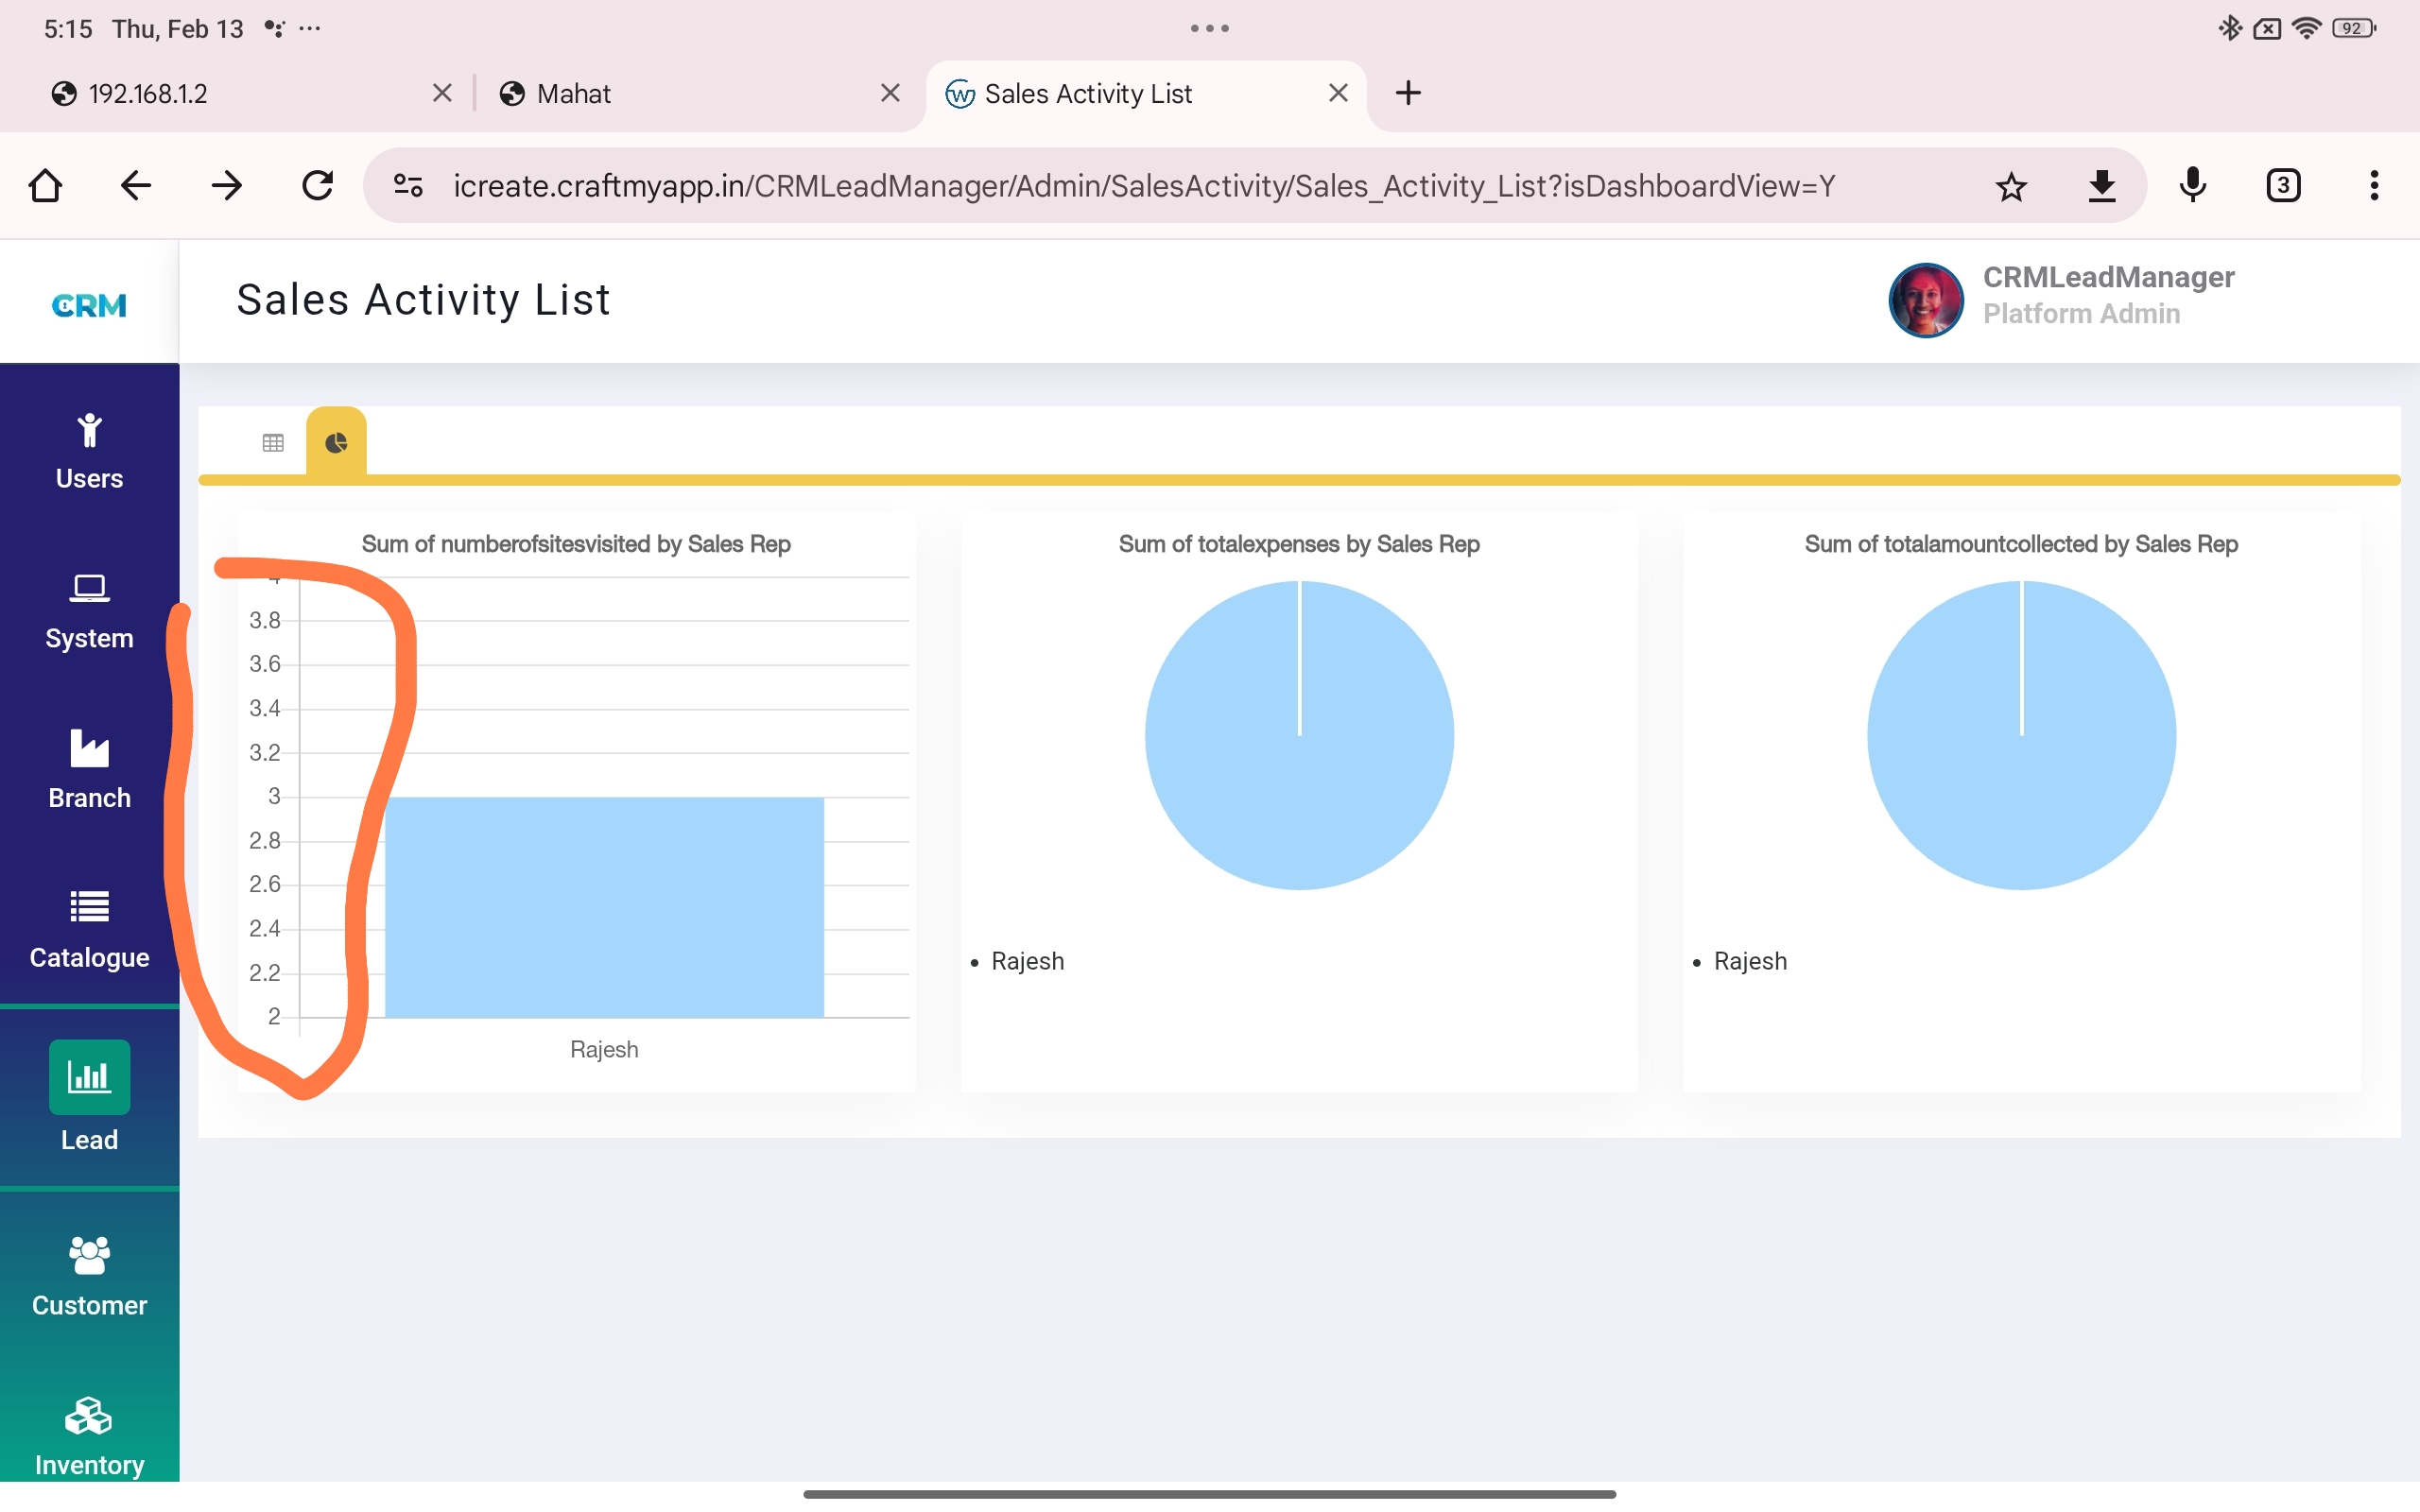 5:15 Thu, Feb 13
92
192.168.1.2
Mahat
Sales Activity List
icreate.craftmyapp.in/CRMLeadManager/Admin/SalesActivity/Sales_Activity_List?isDashboardView=Y
3
CRM
Sales Activity List
CRMLeadManager
Platform Admin
Users
System
Branch
Catalogue
Lead
Customer
Inventory
Sum of numberofsitesvisited by Sales Rep
4
3.8
3.6
3.4
3.2
3
2.8
2.6
2.4
2.2
2
Rajesh
Sum of totalexpenses by Sales Rep
Rajesh
Sum of totalamountcollected by Sales Rep
Rajesh